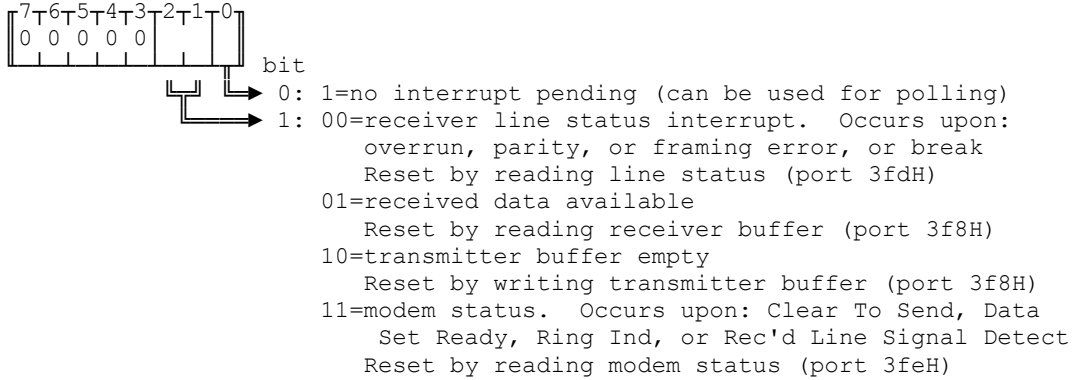 7 6 5 4 3 2 1 0
0 0 0 0 0
bit
0: 1=no interrupt pending (can be used for polling)
1: 00=receiver line status interrupt.  Occurs upon:
overrun, parity, or framing error, or break
Reset by reading line status (port 3fdH)
01=received data available
Reset by reading receiver buffer (port 3f8H)
10=transmitter buffer empty
Reset by writing transmitter buffer (port 3f8H)
11=modem status.  Occurs upon: Clear To Send, Data
Set Ready, Ring Ind, or Rec'd Line Signal Detect
Reset by reading modem status (port 3feH)